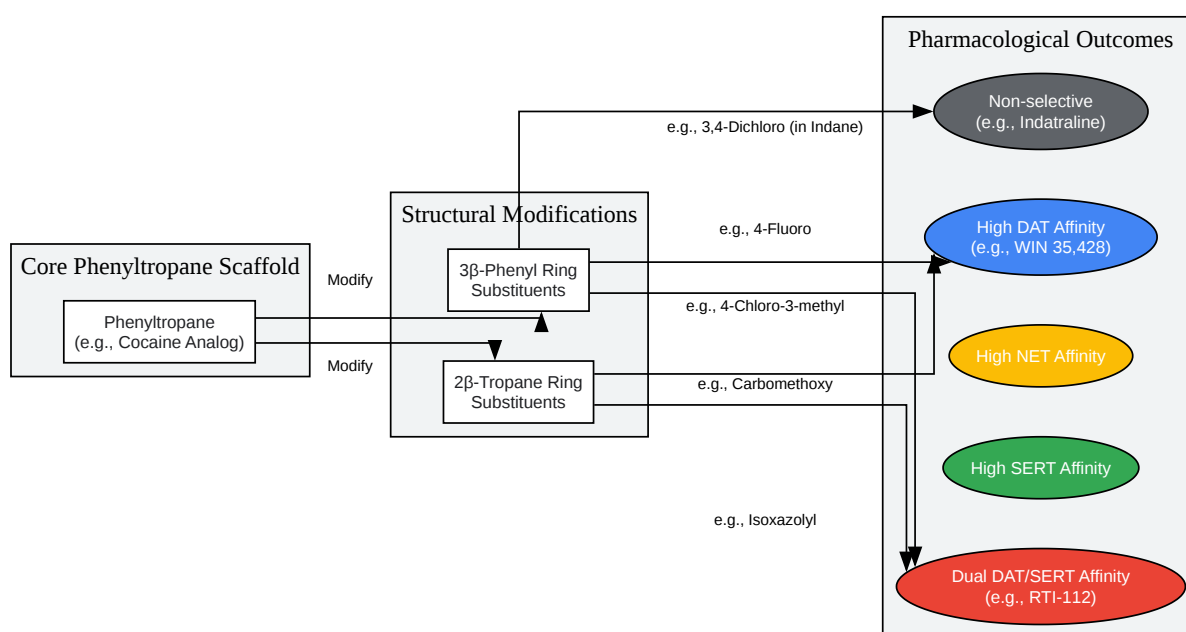 Core Phenyltropane Scaffold
Phenyltropane
(e.g., Cocaine Analog)
Modify
Modify
Structural Modifications
3β-Phenyl Ring
Substituents
2β-Tropane Ring
Substituents
e.g., 3,4-Dichloro (in Indane)
e.g., 4-Fluoro
e.g., 4-Chloro-3-methyl
e.g., Carbomethoxy
e.g., Isoxazolyl
Pharmacological Outcomes
Non-selective
(e.g., Indatraline)
High DAT Affinity
(e.g., WIN 35,428)
High NET Affinity
High SERT Affinity
Dual DAT/SERT Affinity
(e.g., RTI-112)